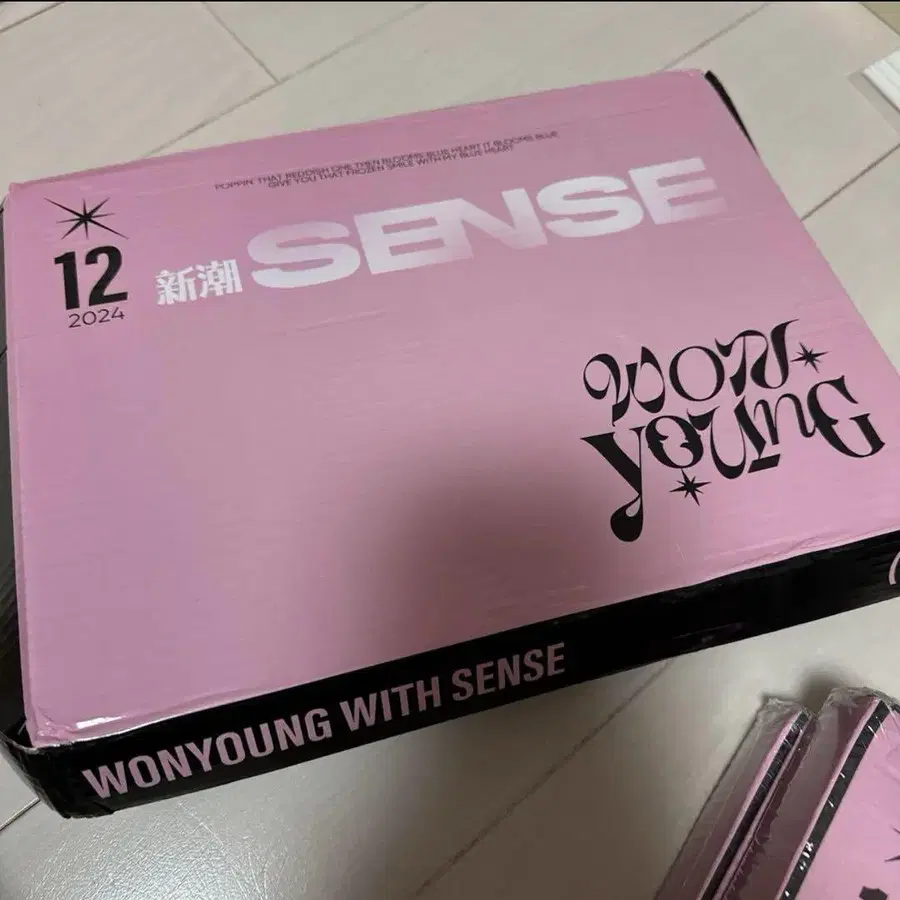 POPPIN' THAT REDDISH ONE THEN BLOOMS BLUE HEART IT BLOOMS BLUE
GIVE YOU THAT FROZEN SMILE WITH MY BLUE HEART
12
2024
新潮 SENSE
WON
YOUNG
WONYOUNG WITH SENSE